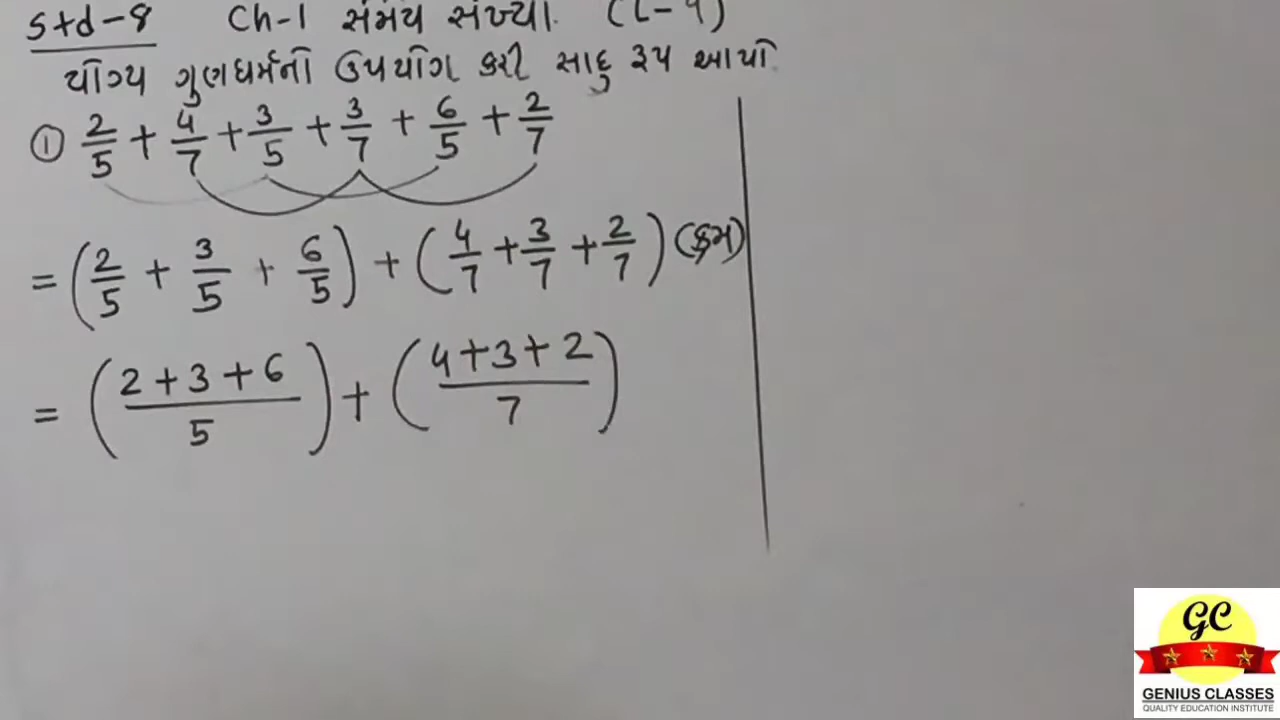 Std-8 Ch-1 સંમેય સંખ્યા (L-4)
યોગ્ય ગુણધર્મનો ઉપયોગ કરી સાદુ રૂપ આપો
① 2/5 + 4/7 + 3/5 + 3/7 + 6/5 + 2/7
= (2/5 + 3/5 + 6/5) + (4/7 + 3/7 + 2/7) (ક્રમ)
= ((2+3+6)/5) + ((4+3+2)/7)
GC
GENIUS CLASSES
QUALITY EDUCATION INSTITUTE